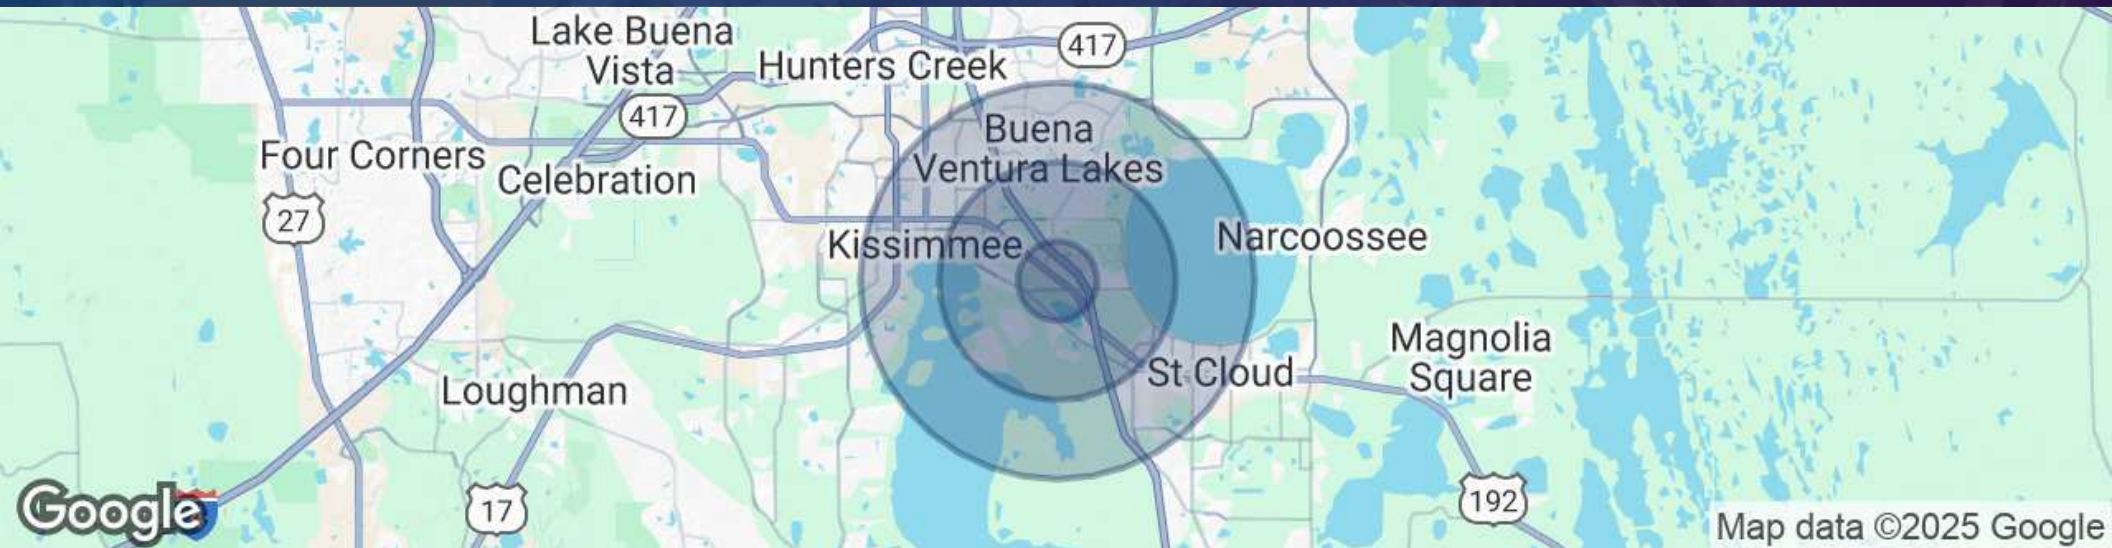 Lake Buena
Vista
Hunters Creek
417
417
Buena
Ventura Lakes
Four Corners
Celebration
27
Kissimmee
Narcoossee
Magnolia
Square
St Cloud
Loughman
17
192
Google
Map data ©2025 Google